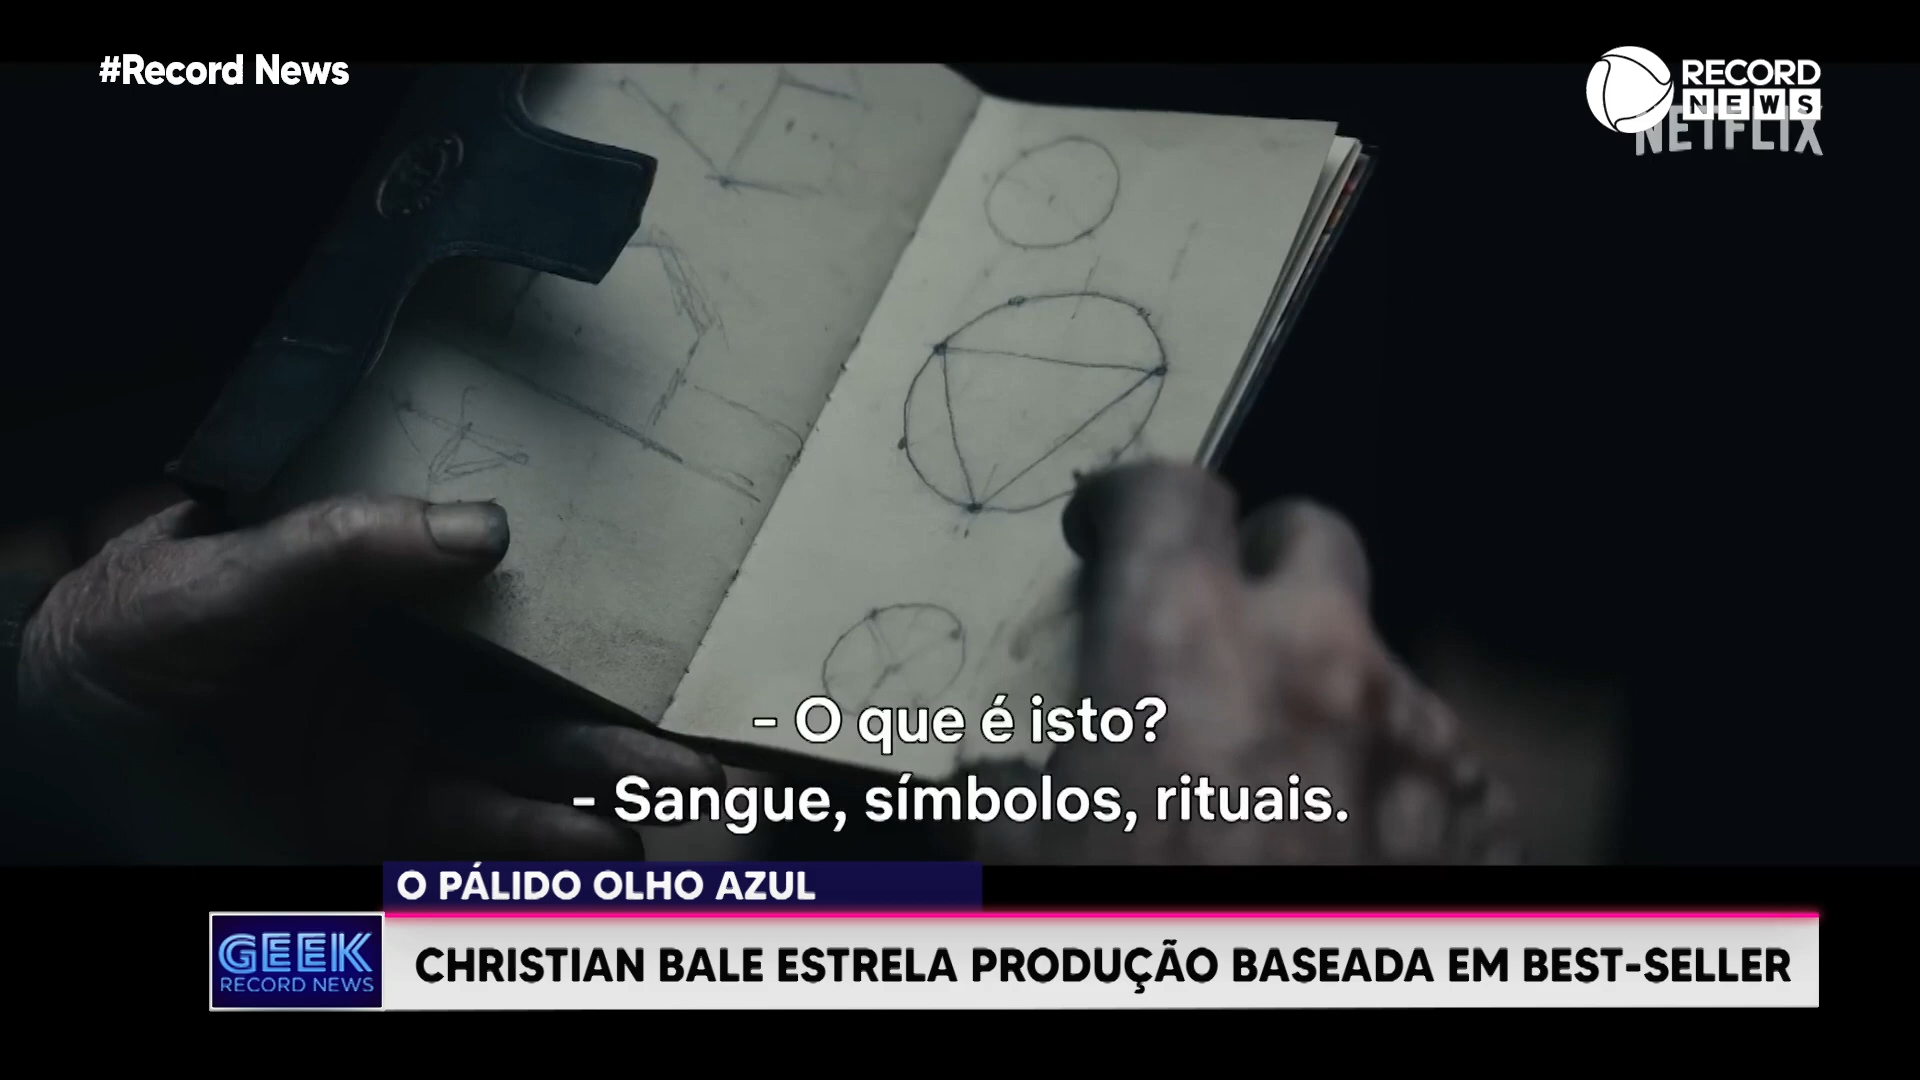 #Record News
RECORD
NEWS
NETFLIX
- O que é isto?
- Sangue, símbolos, rituais.
O PÁLIDO OLHO AZUL
GEEK
RECORD NEWS
CHRISTIAN BALE ESTRELA PRODUÇÃO BASEADA EM BEST-SELLER